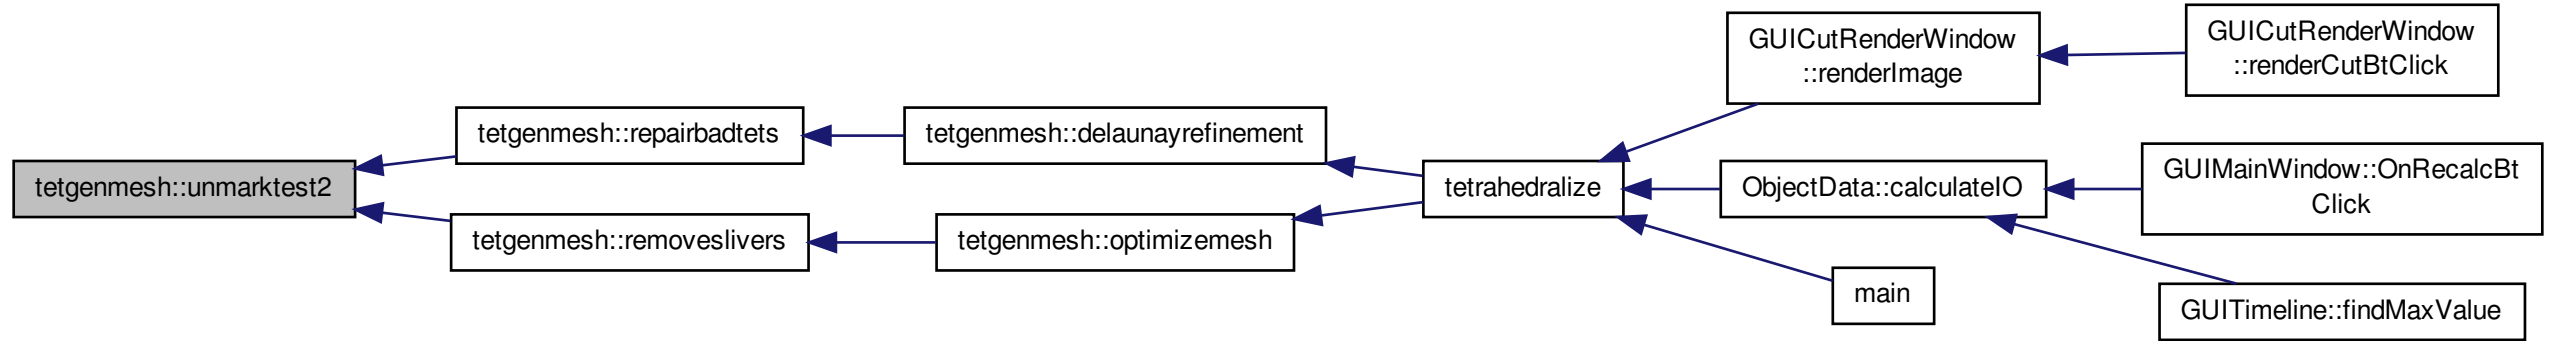 tetgenmesh::unmarktest2
tetgenmesh::repairbadtets
tetgenmesh::removeslivers
tetgenmesh::delaunayrefinement
tetgenmesh::optimizemesh
tetrahedralize
GUICutRenderWindow
::renderImage
ObjectData::calculateIO
main
GUICutRenderWindow
::renderCutBtClick
GUIMainWindow::OnRecalcBt
Click
GUITimeline::findMaxValue